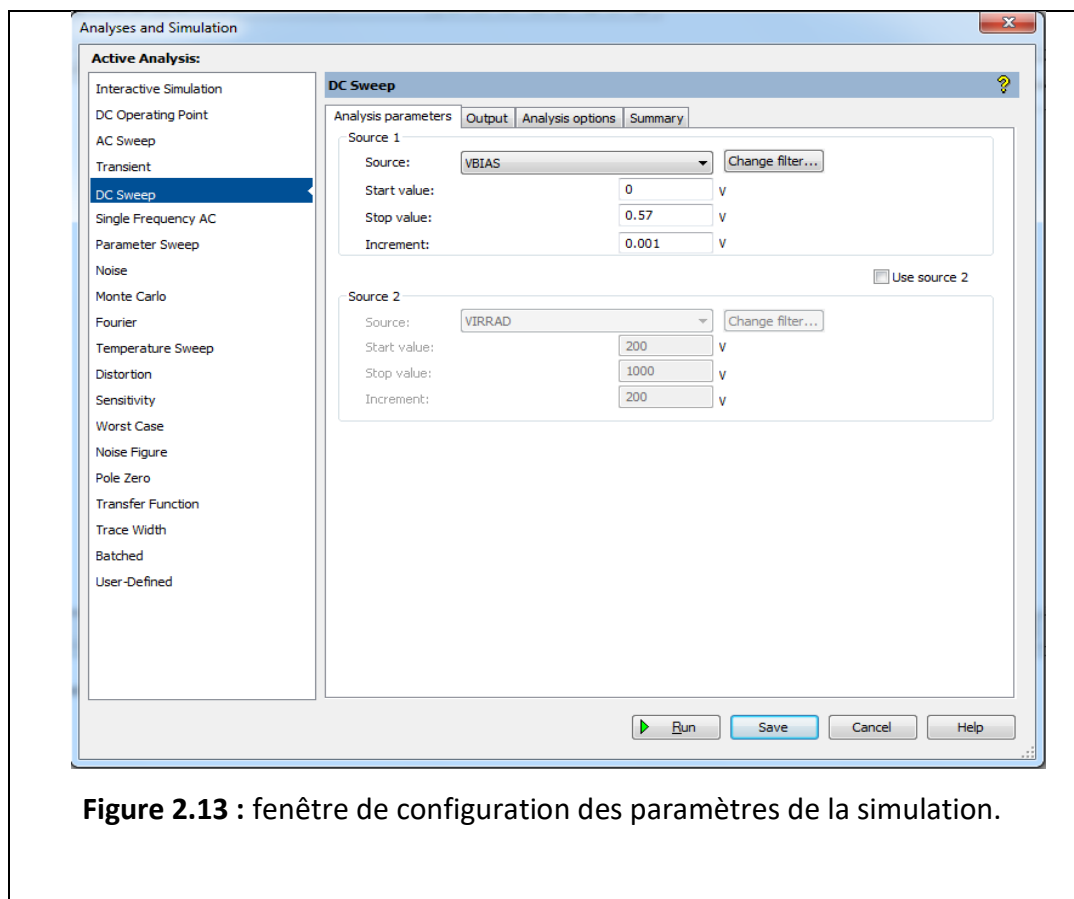 Analyses and Simulation
Active Analysis:
Interactive Simulation
DC Operating Point
AC Sweep
Transient
DC Sweep
Single Frequency AC
Parameter Sweep
Noise
Monte Carlo
Fourier
Temperature Sweep
Distortion
Sensitivity
Worst Case
Noise Figure
Pole Zero
Transfer Function
Trace Width
Batched
User-Defined
DC Sweep
Analysis parameters Output Analysis options Summary
Source 1
Source: VBIAS Change filter...
Start value: 0 V
Stop value: 0.57 V
Increment: 0.001 V
Use source 2
Source 2
Source: VIRRAD Change filter...
Start value: 200 V
Stop value: 1000 V
Increment: 200 V
Run Save Cancel Help
Figure 2.13 : fenêtre de configuration des paramètres de la simulation.